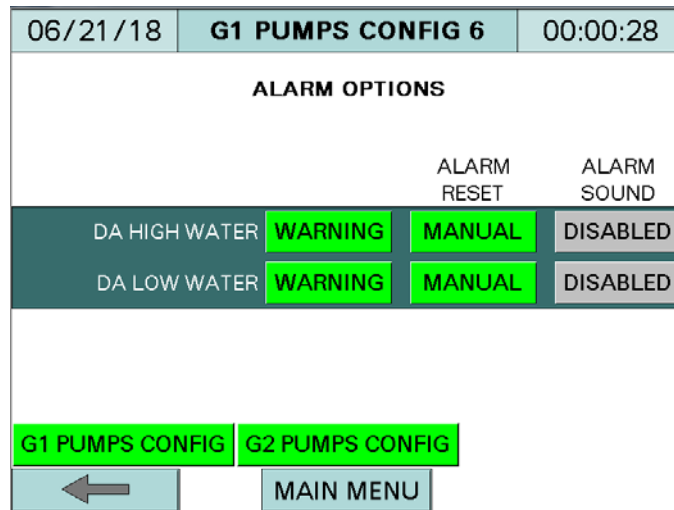 06/21/18 G1 PUMPS CONFIG 6 00:00:28
ALARM OPTIONS
ALARM RESET ALARM SOUND
DA HIGH WATER WARNING MANUAL DISABLED
DA LOW WATER WARNING MANUAL DISABLED
G1 PUMPS CONFIG G2 PUMPS CONFIG
MAIN MENU